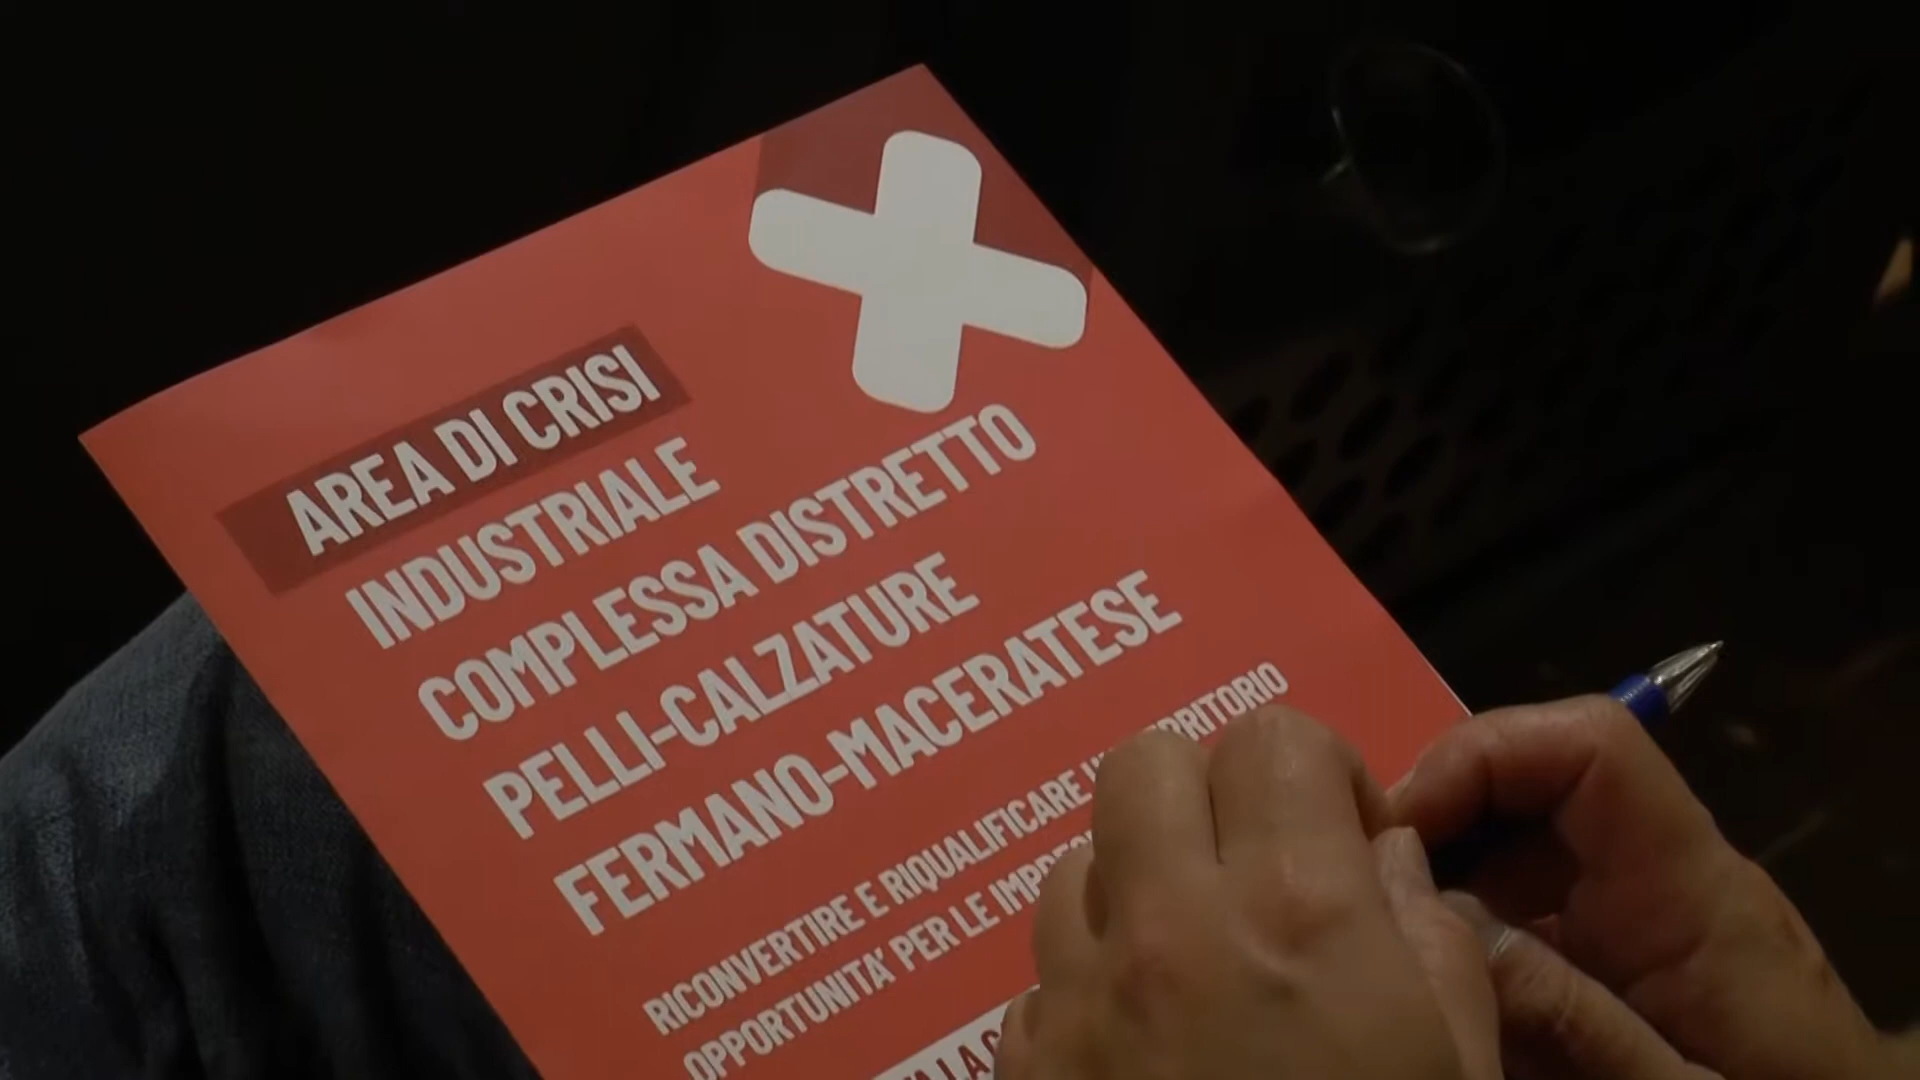 AREA DI CRISI
INDUSTRIALE
COMPLESSA DISTRETTO
PELLI-CALZATURE
FERMANO-MACERATESE
RICONVERTIRE E RIQUALIFICARE
OPPORTUNITA' PER LE